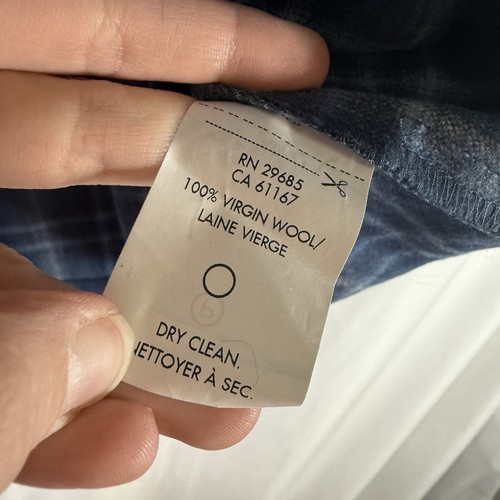 RN 29685
CA 61167
100% VIRGIN WOOL/
LAINE VIERGE
DRY CLEAN.
NETTOYER À SEC.